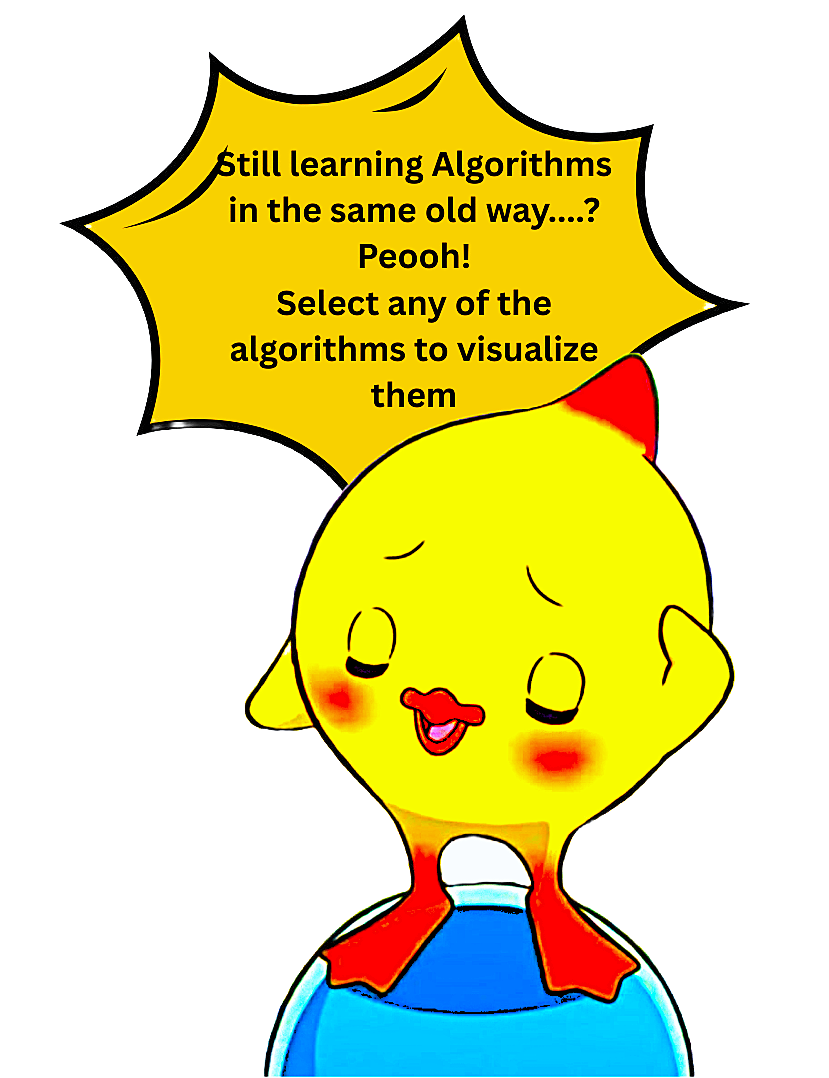 Still learning Algorithms
in the same old way....?
Peooh!
Select any of the
algorithms to visualize
them